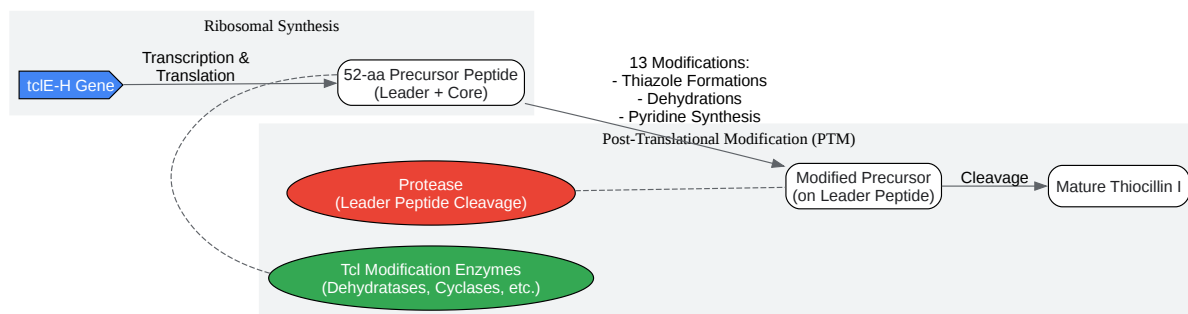 Ribosomal Synthesis
tclE-H Gene
Transcription &
Translation
52-aa Precursor Peptide
(Leader + Core)
13 Modifications:
- Thiazole Formations
- Dehydrations
- Pyridine Synthesis
Post-Translational Modification (PTM)
Protease
(Leader Peptide Cleavage)
Modified Precursor
(on Leader Peptide)
Cleavage
Mature Thiocillin I
Tcl Modification Enzymes
(Dehydratases, Cyclases, etc.)